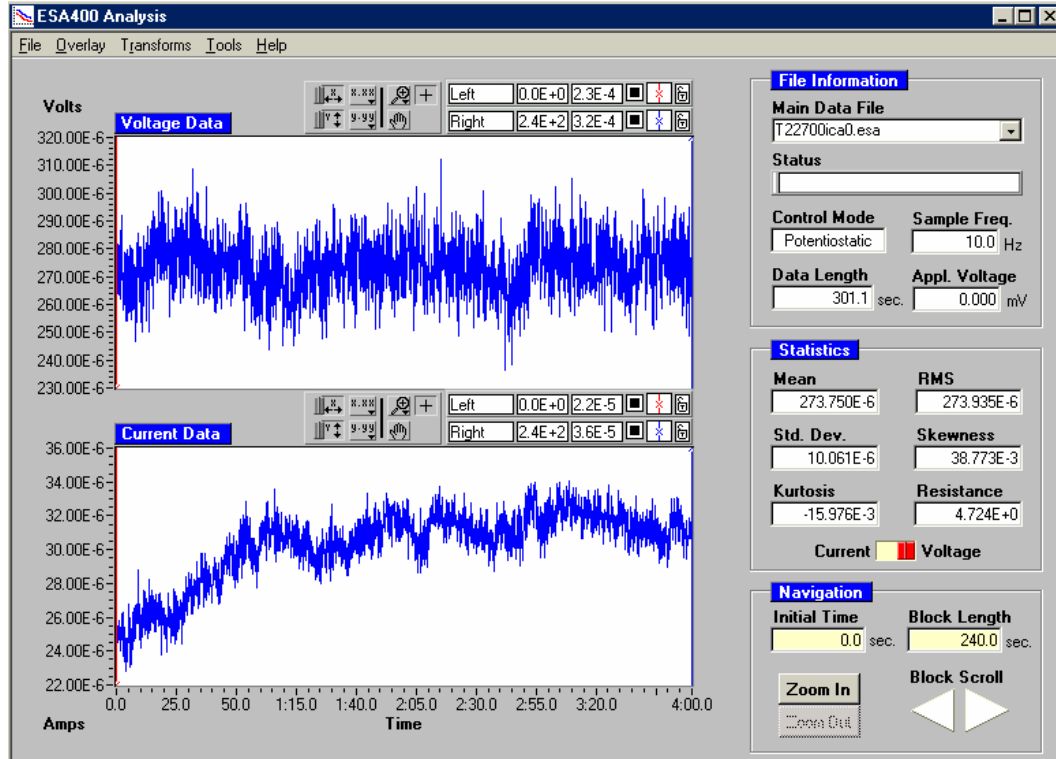 ESA400 Analysis
File Overlay Transforms Tools Help
Volts
Voltage Data
x.xx
y.yy
Left 0.0E+0 2.3E-4
Right 2.4E+2 3.2E-4
320.00E-6
310.00E-6
300.00E-6
290.00E-6
280.00E-6
270.00E-6
260.00E-6
250.00E-6
240.00E-6
230.00E-6
Current Data
x.xx
y.yy
Left 0.0E+0 2.2E-5
Right 2.4E+2 3.6E-5
36.00E-6
34.00E-6
32.00E-6
30.00E-6
28.00E-6
26.00E-6
24.00E-6
22.00E-6
0.0 25.0 50.0 1:15.0 1:40.0 2:05.0 2:30.0 2:55.0 3:20.0 4:00.0
Amps Time
File Information
Main Data File
T22700ica0.esa
Status
Control Mode Sample Freq.
Potentiostatic 10.0 Hz
Data Length Appl. Voltage
301.1 sec. 0.000 mV
Statistics
Mean RMS
273.750E-6 273.935E-6
Std. Dev. Skewness
10.061E-6 38.773E-3
Kurtosis Resistance
-15.976E-3 4.724E+0
Current Voltage
Navigation
Initial Time Block Length
0.0 sec. 240.0 sec.
Zoom In Block Scroll
Zoom Out